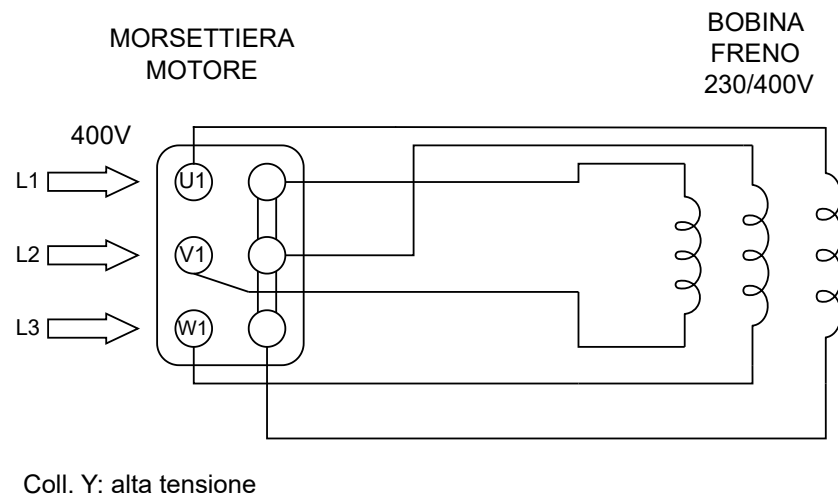 MORSETTIERA
MOTORE
BOBINA
FRENO
230/400V
400V
L1
U1
L2
V1
L3
W1
Coll. Y: alta tensione